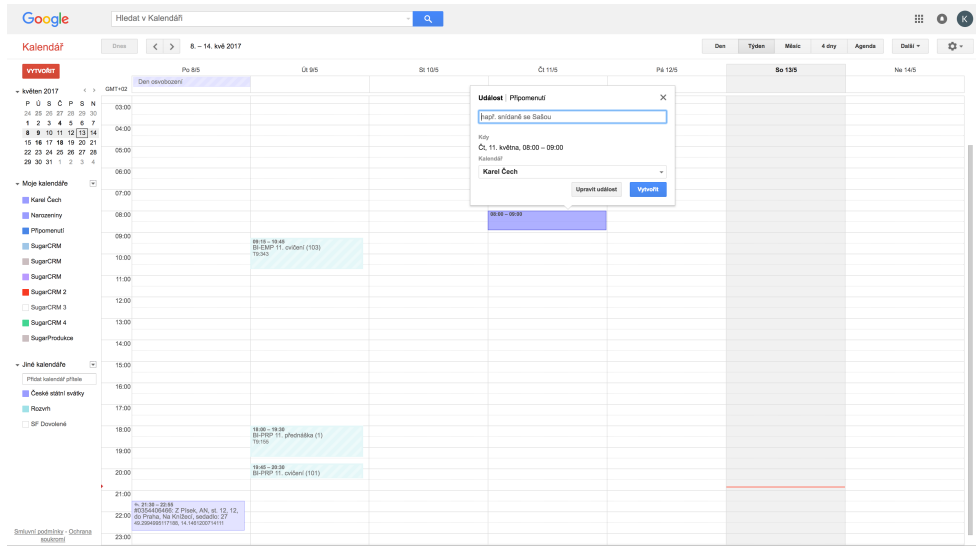 Google
Hledat v Kalendáři
K
Kalendář
Dnes
8. – 14. kvě 2017
Den
Týden
Měsíc
4 dny
Agenda
Další
VYTVOŘIT
květen 2017
P Ú S Č P S N
24 25 26 27 28 29 30
1 2 3 4 5 6 7
8 9 10 11 12 13 14
15 16 17 18 19 20 21
22 23 24 25 26 27 28
29 30 31 1 2 3 4
Moje kalendáře
Karel Čech
Narozeniny
Připomenutí
SugarCRM
SugarCRM
SugarCRM
SugarCRM 2
SugarCRM 3
SugarCRM 4
SugarProdukce
Jiné kalendáře
Přidat kalendář přítele
České státní svátky
Rozvrh
SF Dovolené
Smluvní podmínky - Ochrana
soukromí
Po 8/5
Út 9/5
St 10/5
Čt 11/5
Pá 12/5
So 13/5
Ne 14/5
GMT+02
Den osvobození
03:00
04:00
05:00
06:00
07:00
08:00
09:00
10:00
11:00
12:00
13:00
14:00
15:00
16:00
17:00
18:00
19:00
20:00
21:00
22:00
23:00
21:30 – 22:55
#0354406466; Z Písek, AN, st. 12, 12,
do Praha, Na Knížecí, sedadlo: 27
09:15 – 10:45
BI-EMP 11. cvičení (103)
T9:343
18:00 – 19:30
BI-PRP 11. přednáška (1)
T9:155
19:45 – 20:30
BI-PRP 11. cvičení (101)
Událost | Připomenutí
např. snídaně se Sašou
Kdy
Čt, 11. května, 08:00 – 09:00
Kalendář
Karel Čech
Upravit událost
Vytvořit
08:00 – 09:00